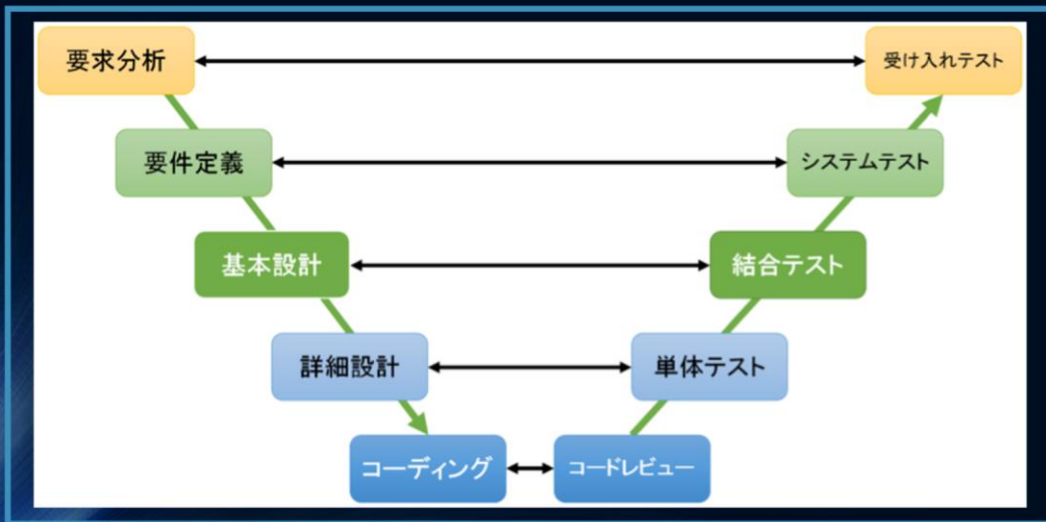 要求分析
受け入れテスト
要件定義
システムテスト
基本設計
結合テスト
詳細設計
単体テスト
コーディング
コードレビュー